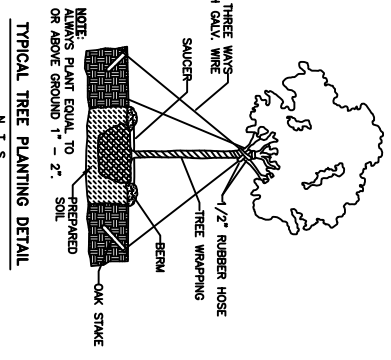 THREE WAYS
GALV. WIRE
SAUCER
1/2" RUBBER HOSE
TREE WRAPPING
BERM
OAK STAKE
PREPARED
SOIL
NOTE:
ALWAYS PLANT EQUAL TO
OR ABOVE GROUND 1" - 2".
TYPICAL TREE PLANTING DETAIL
N.T.S.